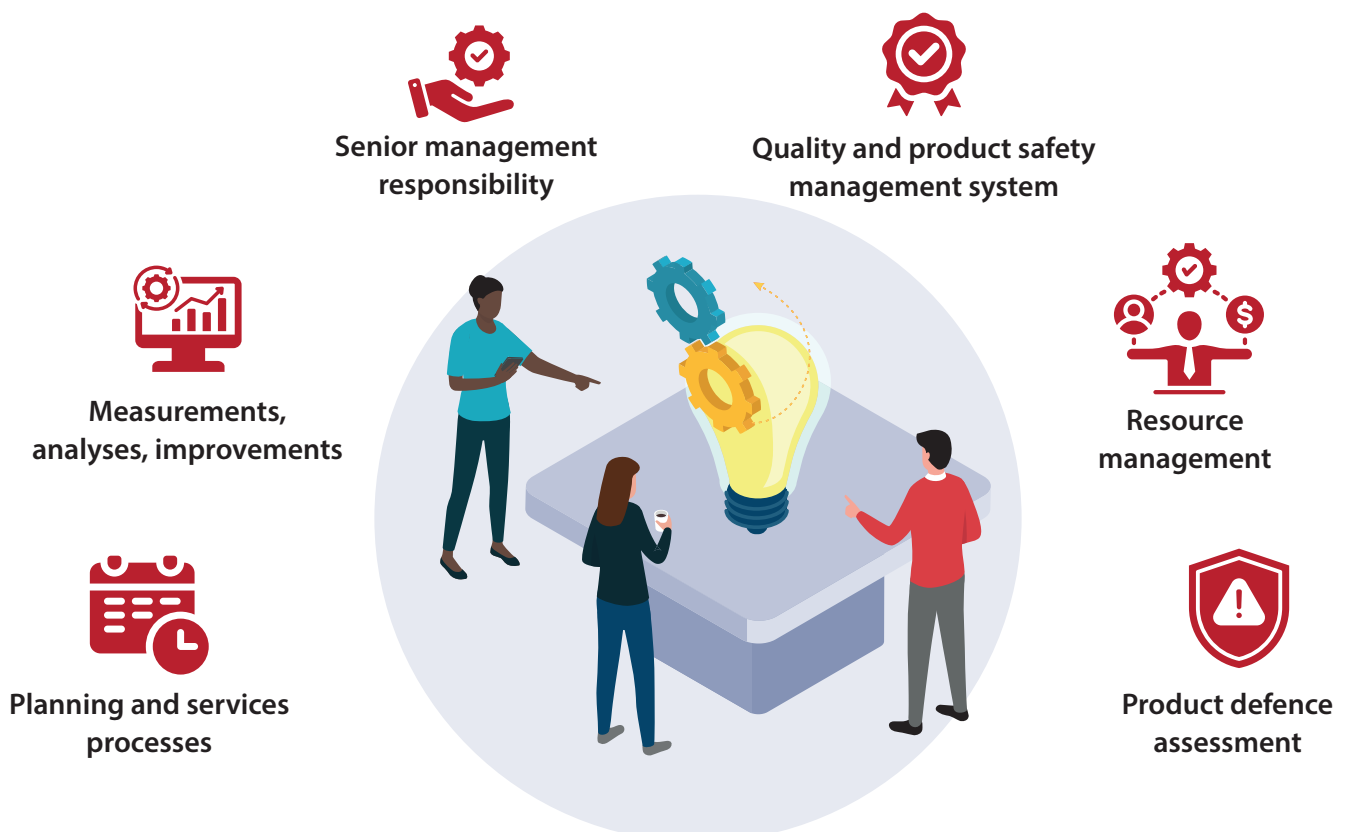 Senior management
responsibility
Quality and product safety
management system
Measurements,
analyses, improvements
Resource
management
Planning and services
processes
Product defence
assessment